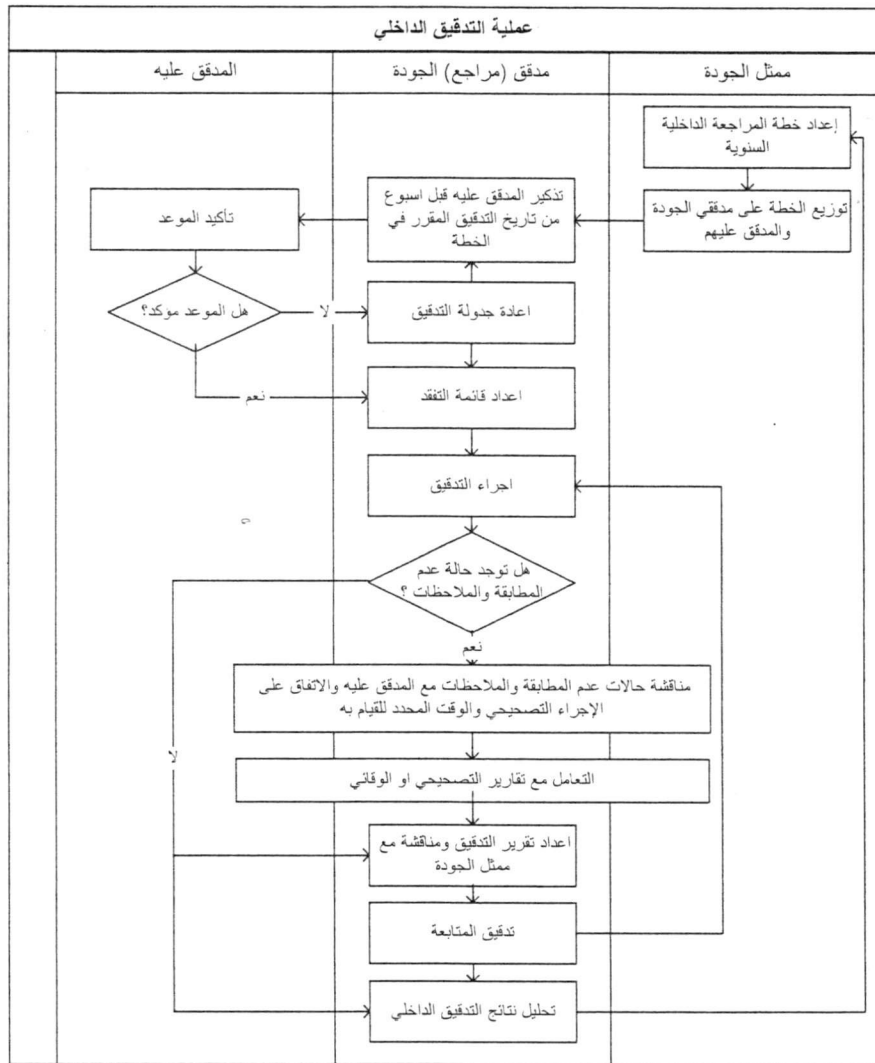 عملية التدقيق الداخلي
ممثل الجودة
مدقق (مراجع) الجودة
المدقق عليه
إعداد خطة المراجعة الداخلية
السنوية
توزيع الخطة على مدققي الجودة
والمدقق عليهم
تذكير المدقق عليه قبل اسبوع
من تاريخ التدقيق المقرر في
الخطة
تأكيد الموعد
هل الموعد موكد؟
لا
اعادة جدولة التدقيق
نعم
اعداد قائمة التفقد
اجراء التدقيق
هل توجد حالة عدم
المطابقة والملاحظات ؟
نعم
مناقشة حالات عدم المطابقة والملاحظات مع المدقق عليه والاتفاق على
الإجراء التصحيحي والوقت المحدد للقيام به
لا
التعامل مع تقارير التصحيحي او الوقائي
اعداد تقرير التدقيق ومناقشة مع
ممثل الجودة
تدقيق المتابعة
تحليل نتائج التدقيق الداخلي